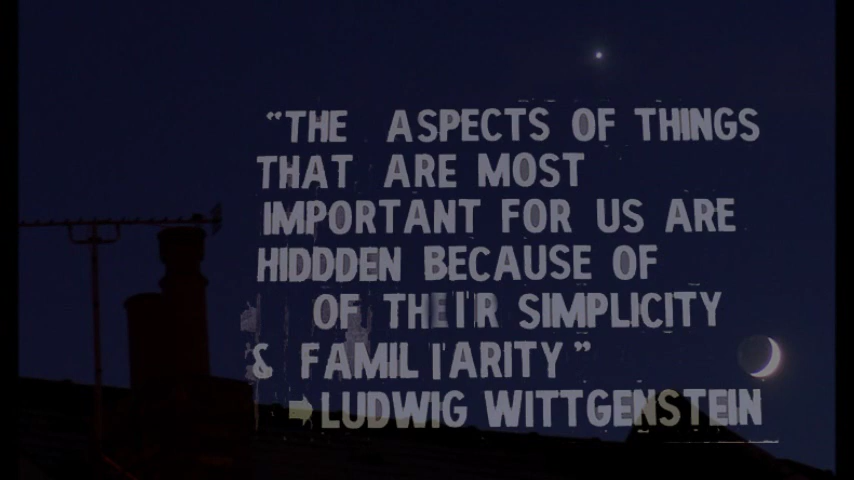 “THE ASPECTS OF THINGS
THAT ARE MOST
IMPORTANT FOR US ARE
HIDDDEN BECAUSE OF
OF THEIR SIMPLICITY
& FAMILIARITY”
LUDWIG WITTGENSTEIN